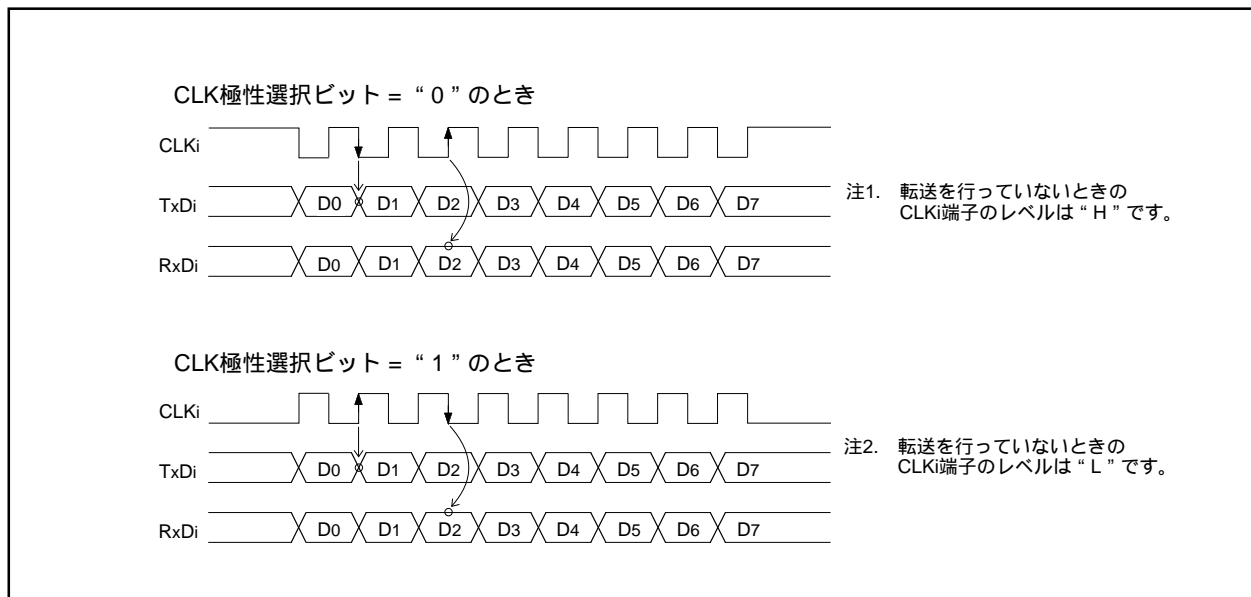 CLK極性選択ビット = “ 0 ” のとき
CLKi
TxDi D0 D1 D2 D3 D4 D5 D6 D7
RxDi D0 D1 D2 D3 D4 D5 D6 D7
注1. 転送を行っていないときの
CLKi端子のレベルは “ H ” です。
CLK極性選択ビット = “ 1 ” のとき
CLKi
TxDi D0 D1 D2 D3 D4 D5 D6 D7
RxDi D0 D1 D2 D3 D4 D5 D6 D7
注2. 転送を行っていないときの
CLKi端子のレベルは “ L ” です。